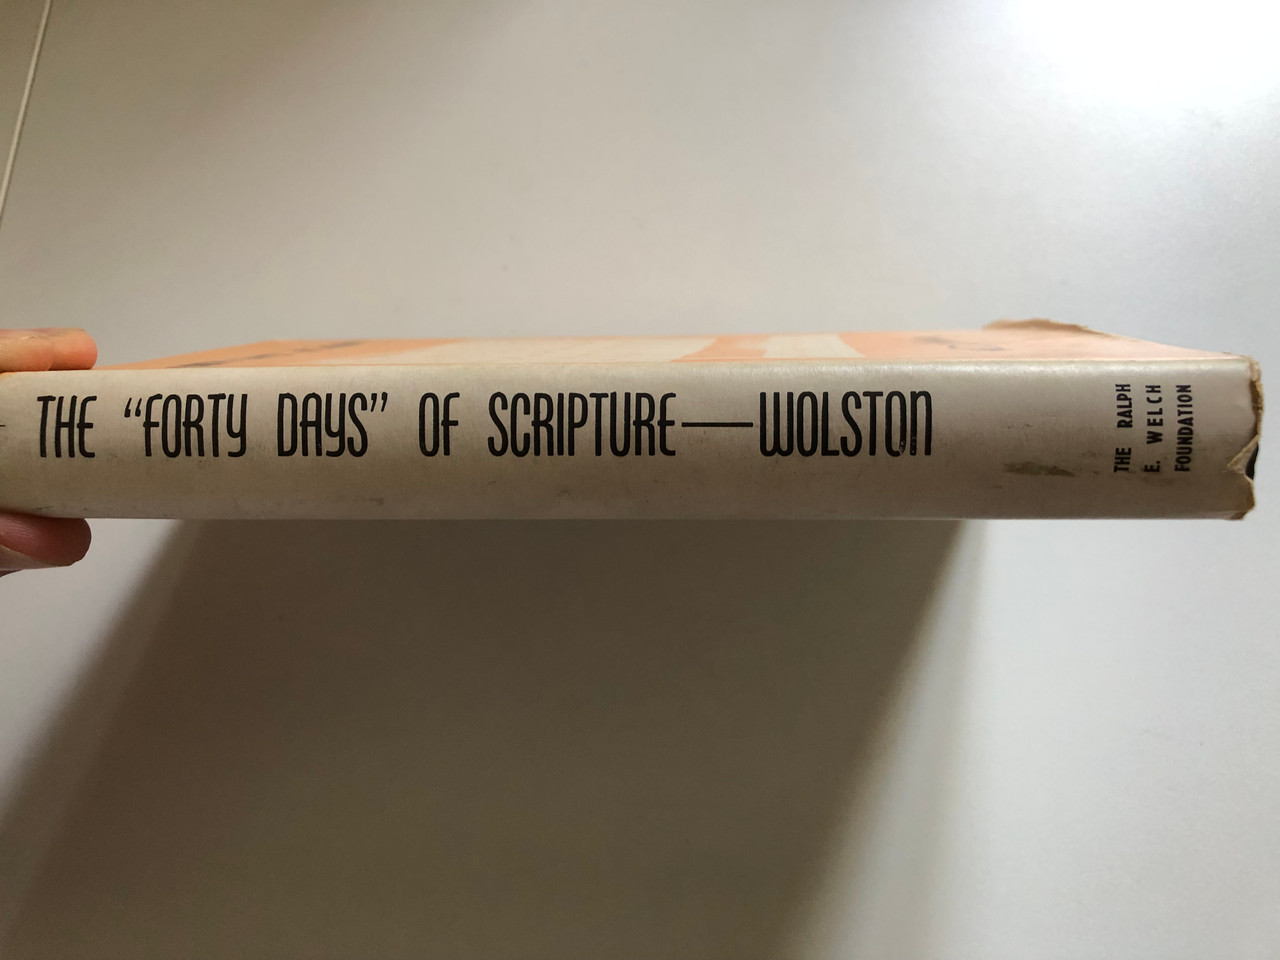 THE “FORTY DAYS” OF SCRIPTURE—WOLSTON
THE RALPH
E. WELCH
FOUNDATION